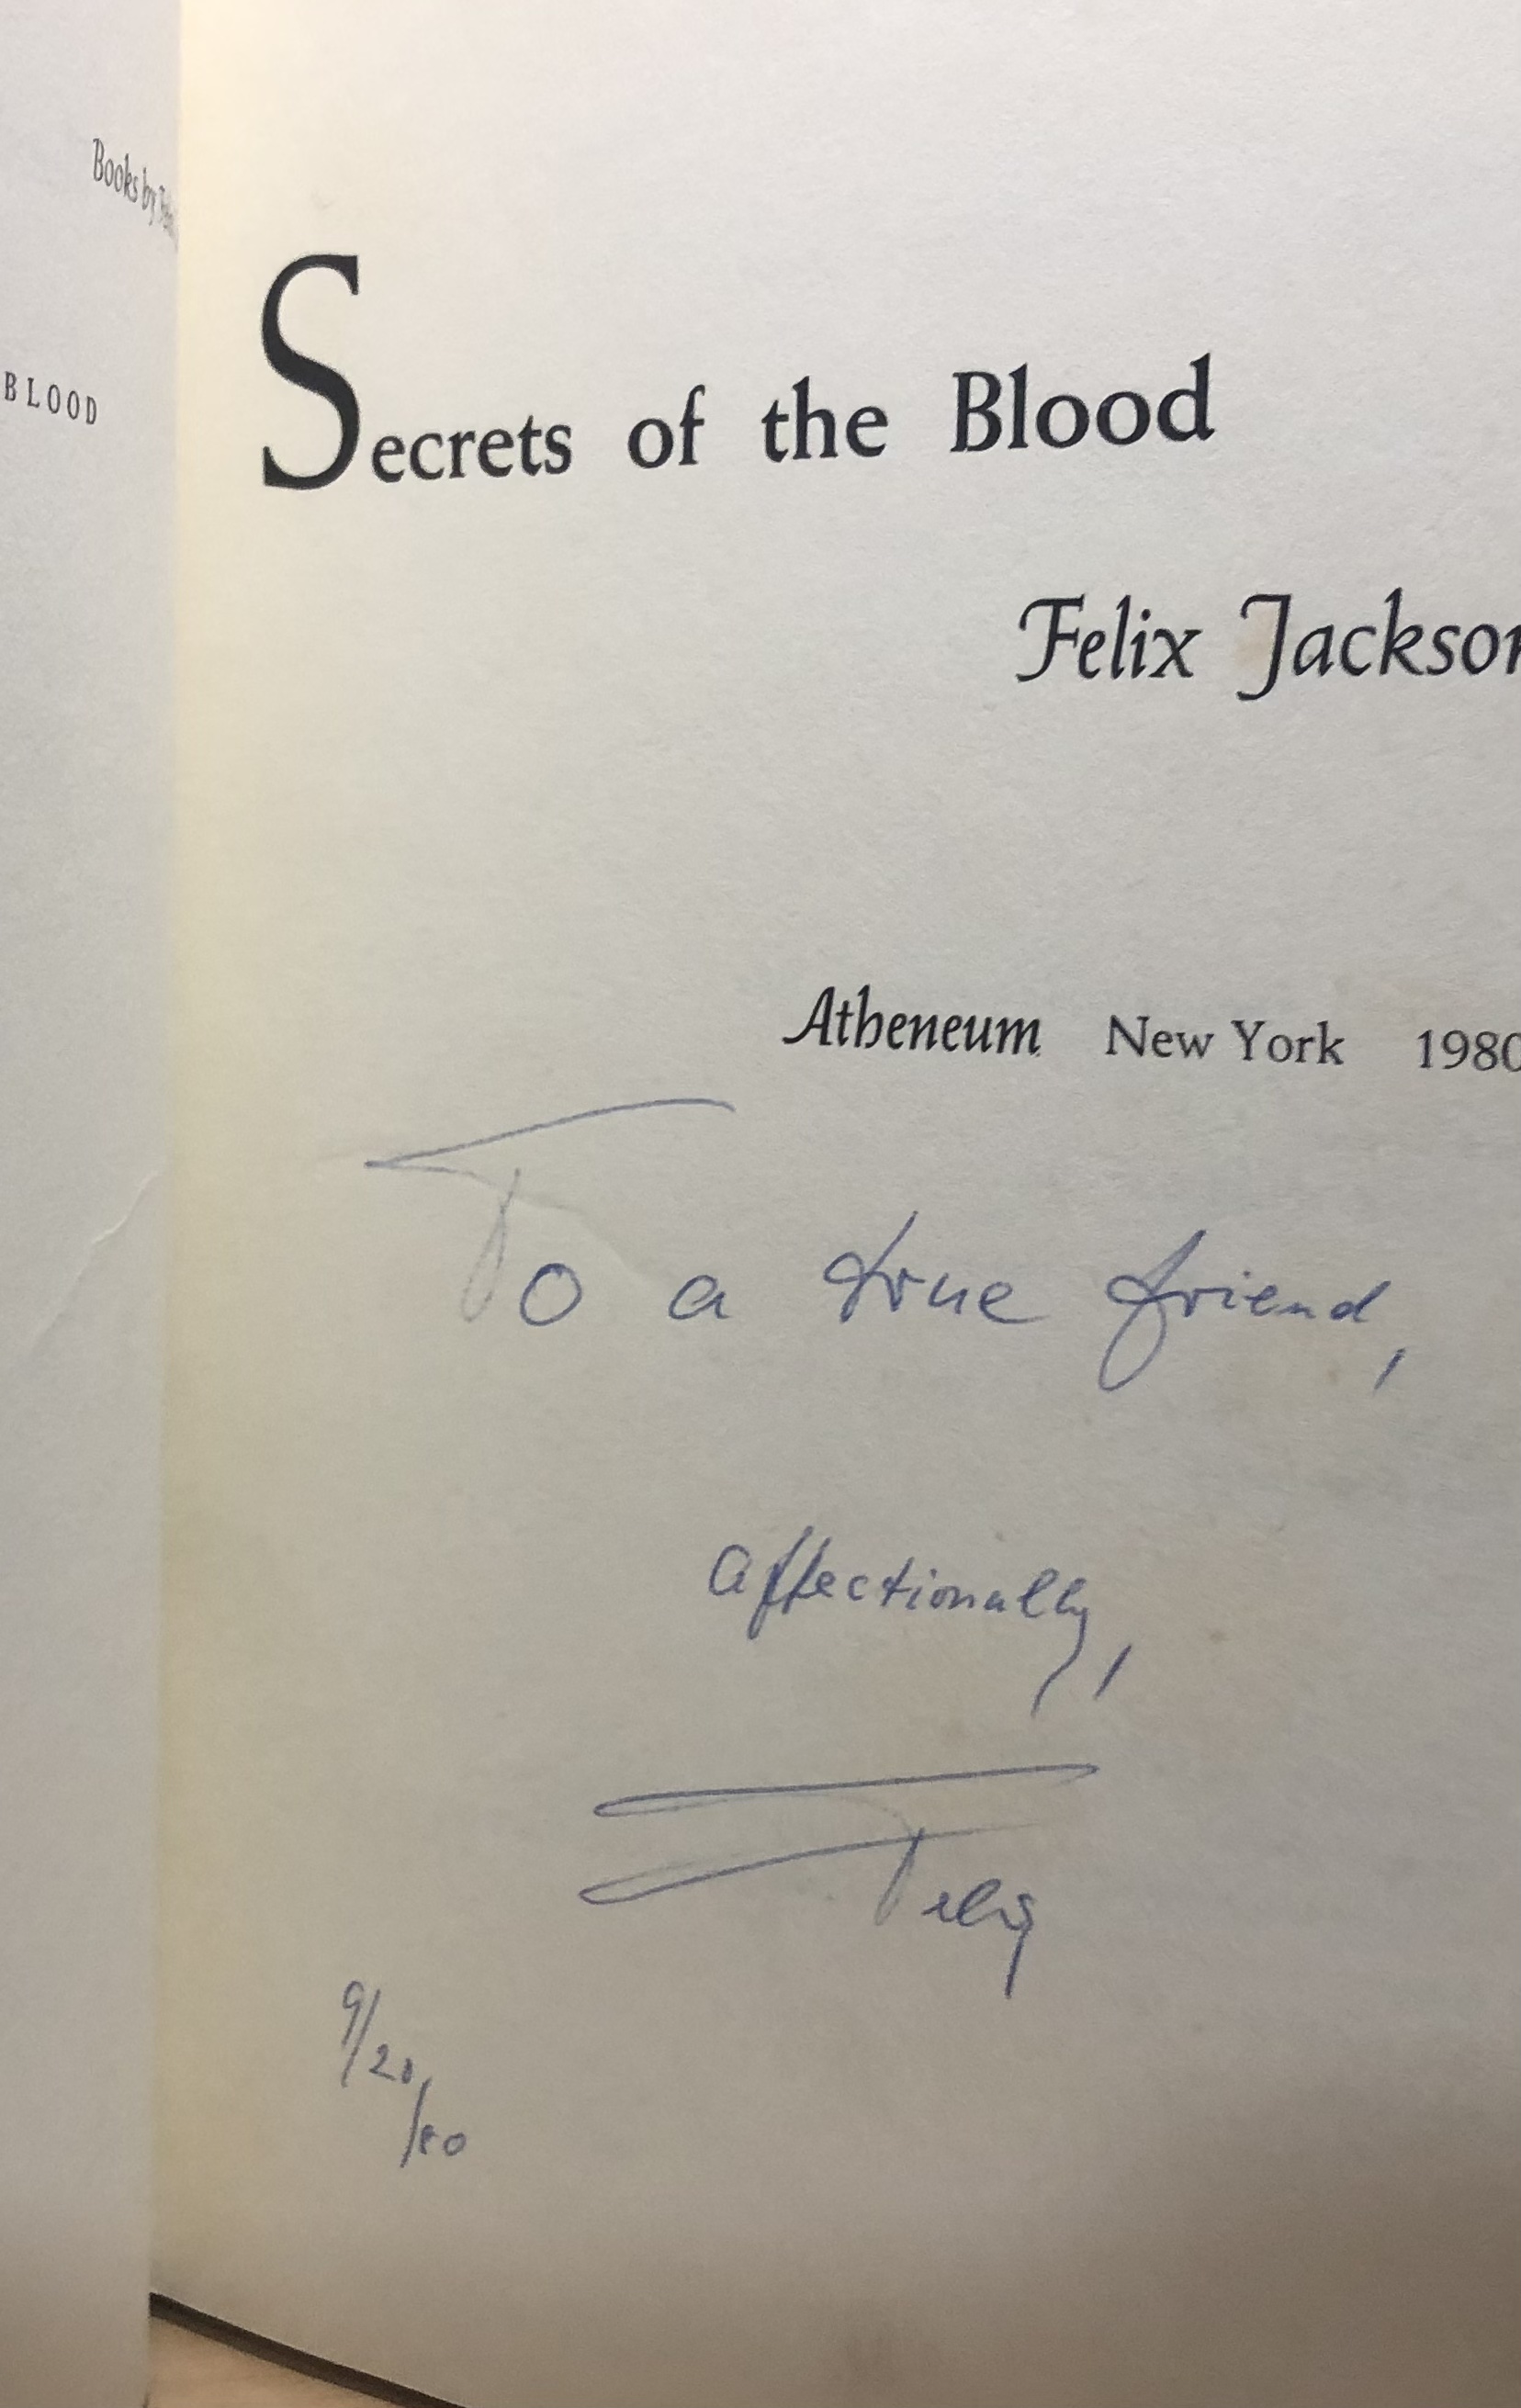 Books by
BLOOD
Secrets of the Blood
Felix Jackson
Atheneum New York 1980
To a true friend,
affectionally,
Felix
9/20/80